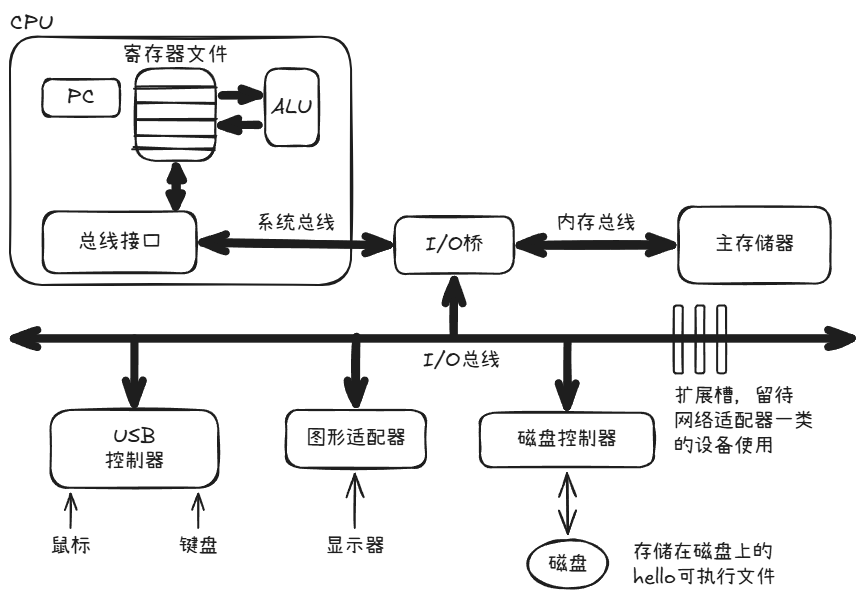 CPU
寄存器文件
PC
ALU
总线接口
系统总线
I/O桥
内存总线
主存储器
I/O总线
扩展槽，留待
网络适配器一类
的设备使用
USB
控制器
图形适配器
磁盘控制器
鼠标
键盘
显示器
磁盘
存储在磁盘上的
hello可执行文件